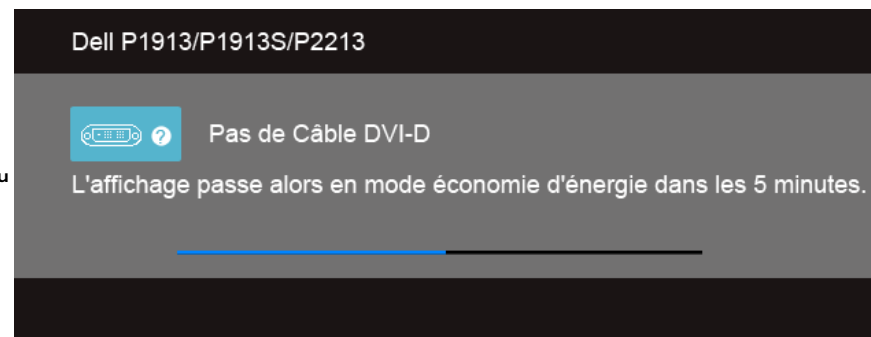 Dell P1913/P1913S/P2213
? Pas de Câble DVI-D
u
L'affichage passe alors en mode économie d'énergie dans les 5 minutes.